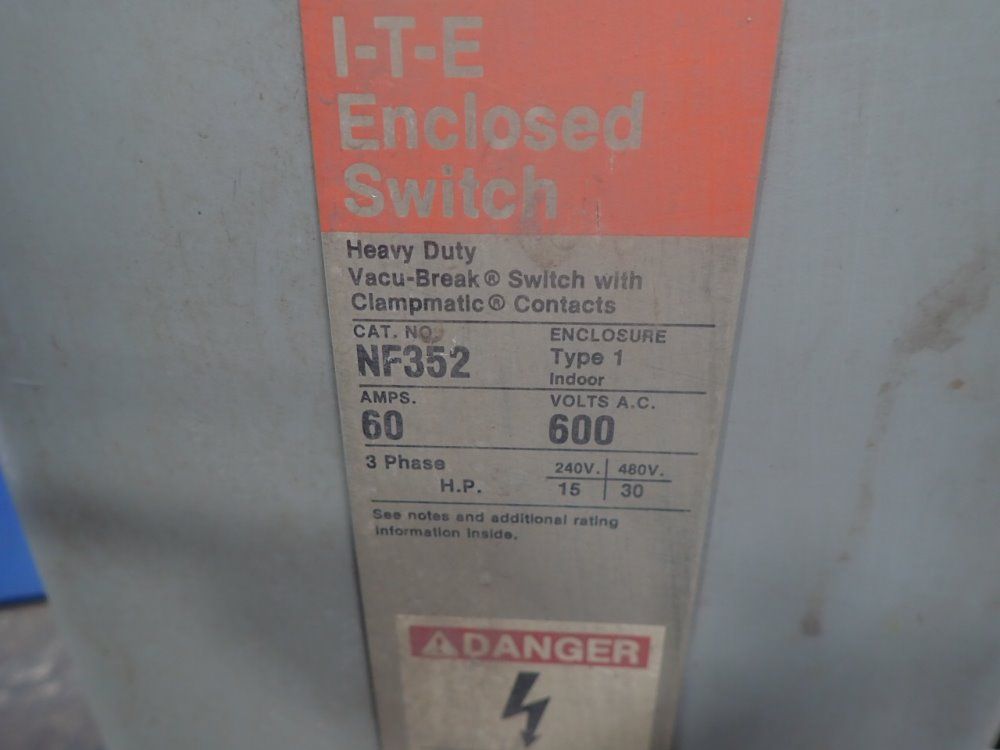 I-T-E
Enclosed
Switch
Heavy Duty
Vacu-Break® Switch with
Clampmatic® Contacts
CAT. NO. ENCLOSURE
NF352 Type 1
Indoor
AMPS. VOLTS A.C.
60 600
3 Phase 240V. 480V.
H.P. 15 30
See notes and additional rating
information inside.
DANGER